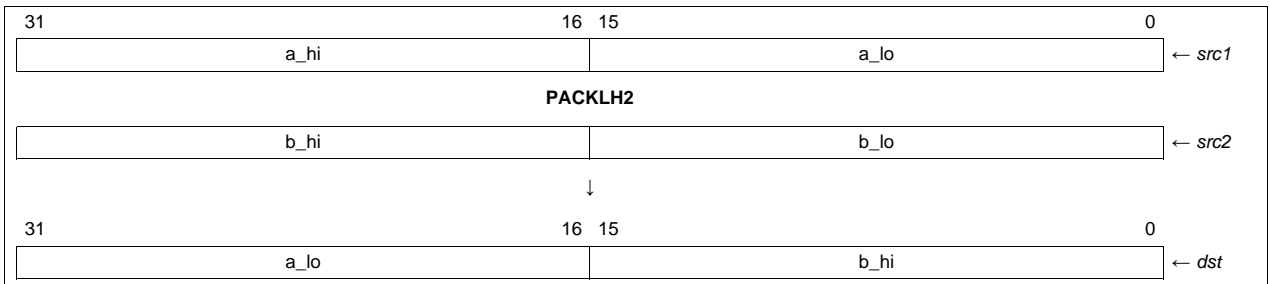 31 16 15 0
a_hi a_lo ← src1
PACKLH2
b_hi b_lo ← src2
↓
31 16 15 0
a_lo b_hi ← dst